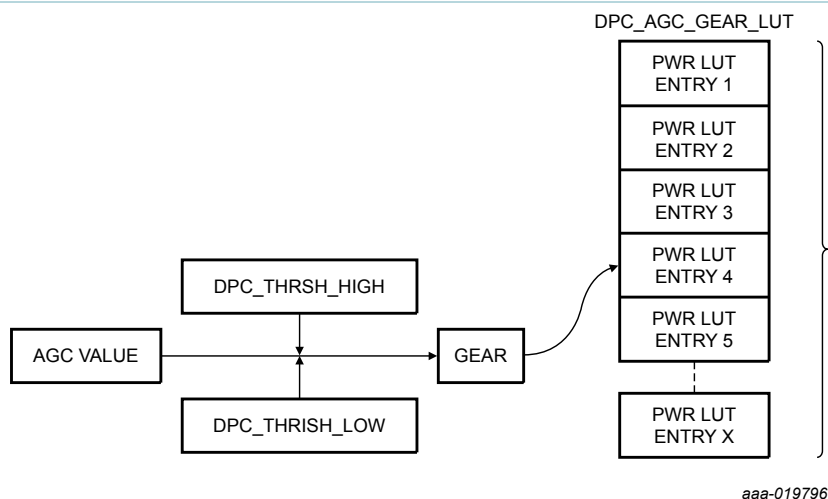 DPC_AGC_GEAR_LUT
PWR LUT
ENTRY 1
PWR LUT
ENTRY 2
PWR LUT
ENTRY 3
DPC_THRSH_HIGH
PWR LUT
ENTRY 4
AGC VALUE
GEAR
PWR LUT
ENTRY 5
DPC_THRISH_LOW
PWR LUT
ENTRY X
aaa-019796